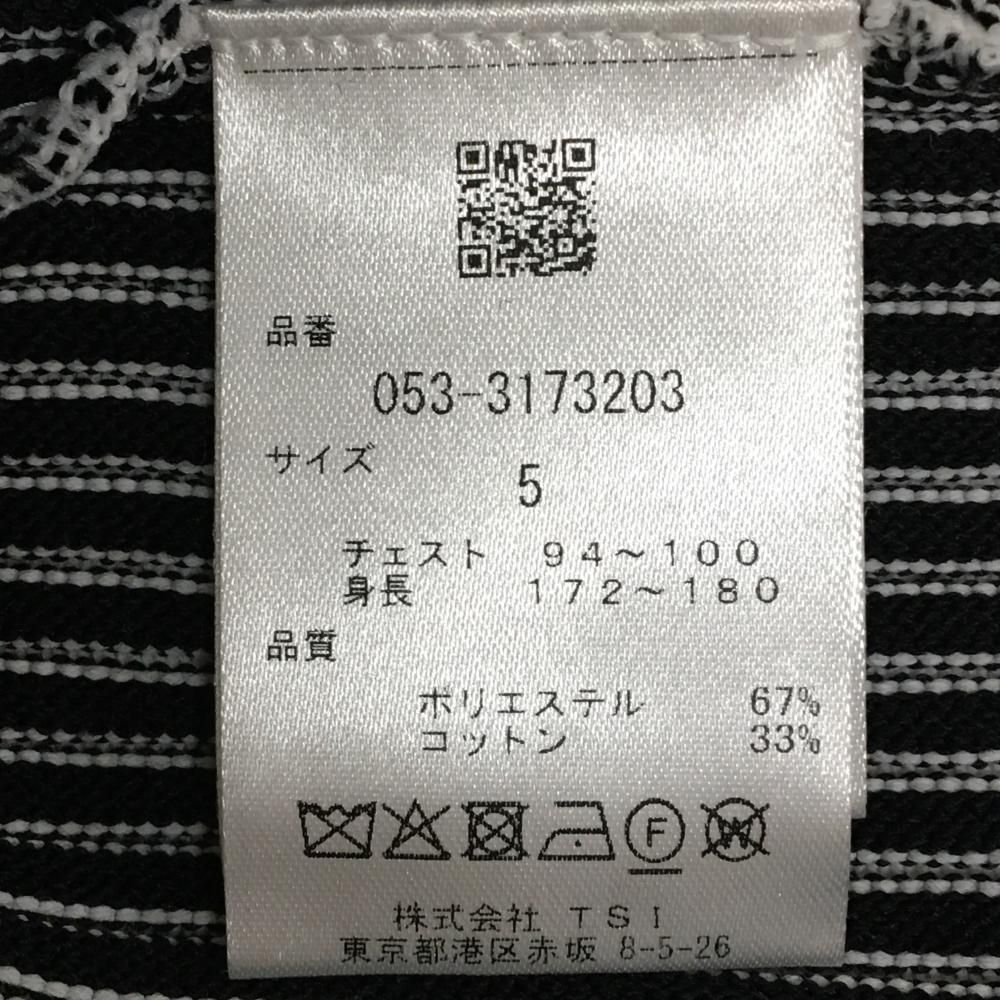 品番
053-3173203
サイズ 5
チェスト 94～100
身長 172～180
品質
ポリエステル 67%
コットン 33%
F W
株式会社 TSI
東京都港区赤坂 8-5-26